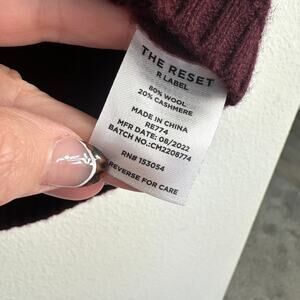 THE RESET
R LABEL
80% WOOL
20% CASHMERE
MADE IN CHINA
RE774
MFR DATE: 08/2022
BATCH NO.:CM2208774
RN# 153054
REVERSE FOR CARE